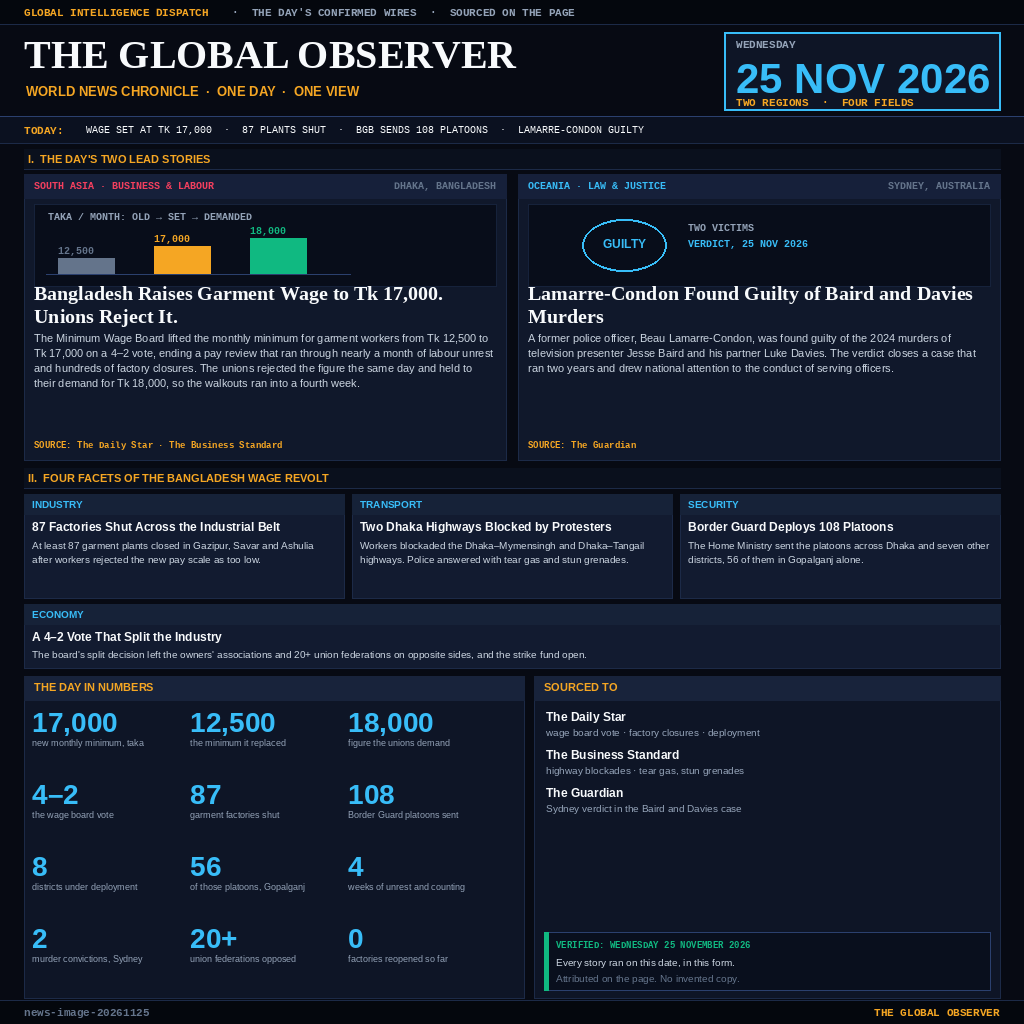 GLOBAL INTELLIGENCE DISPATCH · THE DAY'S CONFIRMED WIRES · SOURCED ON THE PAGE
THE GLOBAL OBSERVER
WORLD NEWS CHRONICLE · ONE DAY · ONE VIEW
WEDNESDAY
25 NOV 2026
TWO REGIONS · FOUR FIELDS
TODAY: WAGE SET AT TK 17,000 · 87 PLANTS SHUT · BGB SENDS 108 PLATOONS · LAMARRE-CONDON GUILTY
I. THE DAY'S TWO LEAD STORIES
SOUTH ASIA · BUSINESS & LABOUR DHAKA, BANGLADESH
TAKA / MONTH: OLD → SET → DEMANDED
12,500
17,000
18,000
Bangladesh Raises Garment Wage to Tk 17,000.
Unions Reject It.
The Minimum Wage Board lifted the monthly minimum for garment workers from Tk 12,500 to
Tk 17,000 on a 4–2 vote, ending a pay review that ran through nearly a month of labour unrest
and hundreds of factory closures. The unions rejected the figure the same day and held to
their demand for Tk 18,000, so the walkouts ran into a fourth week.
SOURCE: The Daily Star · The Business Standard
OCEANIA · LAW & JUSTICE SYDNEY, AUSTRALIA
GUILTY
TWO VICTIMS
VERDICT, 25 NOV 2026
Lamarre-Condon Found Guilty of Baird and Davies
Murders
A former police officer, Beau Lamarre-Condon, was found guilty of the 2024 murders of
television presenter Jesse Baird and his partner Luke Davies. The verdict closes a case that
ran two years and drew national attention to the conduct of serving officers.
SOURCE: The Guardian
II. FOUR FACETS OF THE BANGLADESH WAGE REVOLT
INDUSTRY
87 Factories Shut Across the Industrial Belt
At least 87 garment plants closed in Gazipur, Savar and Ashulia
after workers rejected the new pay scale as too low.
TRANSPORT
Two Dhaka Highways Blocked by Protesters
Workers blockaded the Dhaka–Mymensingh and Dhaka–Tangail
highways. Police answered with tear gas and stun grenades.
SECURITY
Border Guard Deploys 108 Platoons
The Home Ministry sent the platoons across Dhaka and seven other
districts, 56 of them in Gopalganj alone.
ECONOMY
A 4–2 Vote That Split the Industry
The board's split decision left the owners' associations and 20+ union federations on opposite sides, and the strike fund open.
THE DAY IN NUMBERS
17,000
new monthly minimum, taka
12,500
the minimum it replaced
18,000
figure the unions demand
4–2
the wage board vote
87
garment factories shut
108
Border Guard platoons sent
8
districts under deployment
56
of those platoons, Gopalganj
4
weeks of unrest and counting
2
murder convictions, Sydney
20+
union federations opposed
0
factories reopened so far
SOURCED TO
The Daily Star
wage board vote · factory closures · deployment
The Business Standard
highway blockades · tear gas, stun grenades
The Guardian
Sydney verdict in the Baird and Davies case
VERIFIED: WEDNESDAY 25 NOVEMBER 2026
Every story ran on this date, in this form.
Attributed on the page. No invented copy.
news-image-20261125
THE GLOBAL OBSERVER